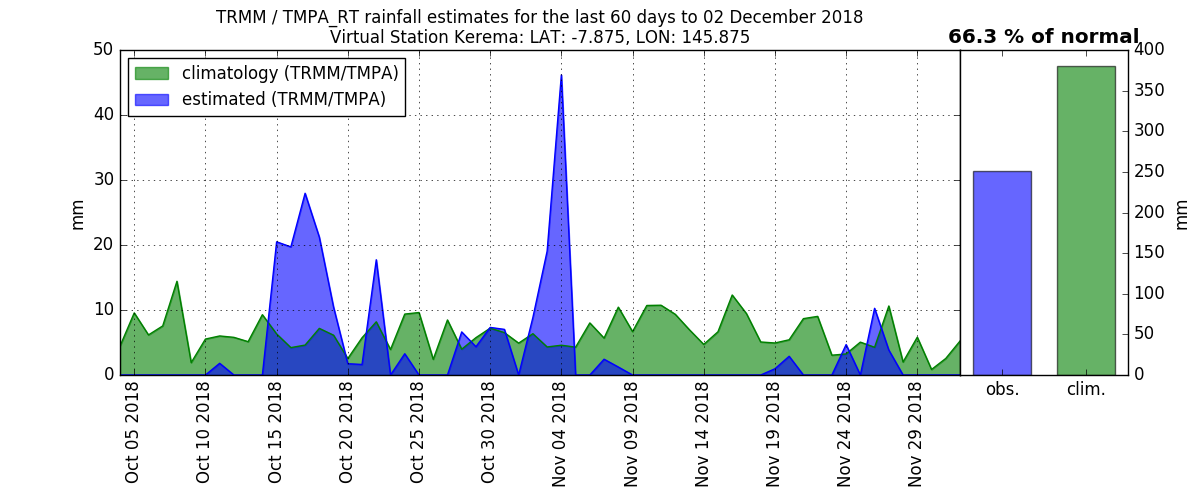 TRMM / TMPA_RT rainfall estimates for the last 60 days to 02 December 2018
Virtual Station Kerema: LAT: -7.875, LON: 145.875
66.3 % of normal
climatology (TRMM/TMPA)
estimated (TRMM/TMPA)
mm
50
40
30
20
10
0
Oct 05 2018
Oct 10 2018
Oct 15 2018
Oct 20 2018
Oct 25 2018
Oct 30 2018
Nov 04 2018
Nov 09 2018
Nov 14 2018
Nov 19 2018
Nov 24 2018
Nov 29 2018
obs.
clim.
400
350
300
250
200
150
100
50
0
mm